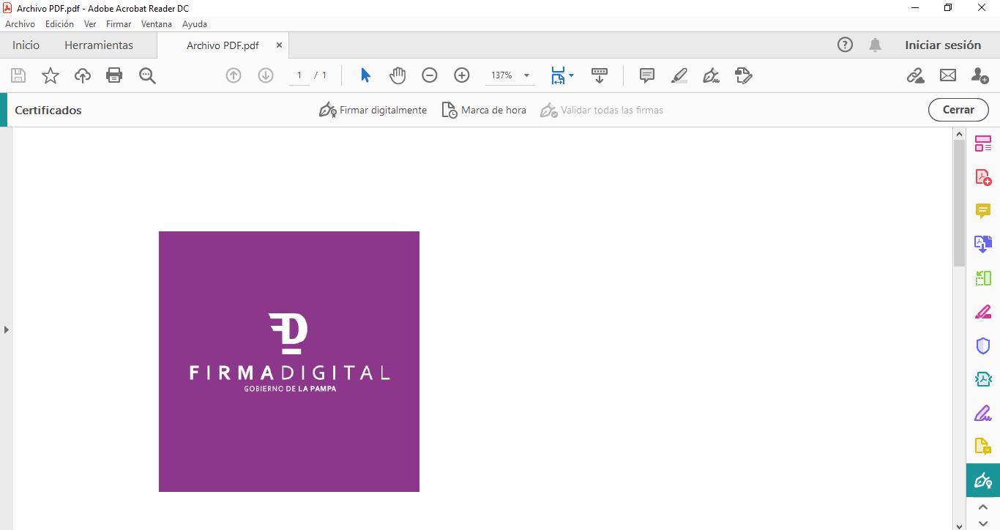 Archivo PDF.pdf - Adobe Acrobat Reader DC
Archivo Edición Ver Firmar Ventana Ayuda
Inicio Herramientas Archivo PDF.pdf Iniciar sesión
1 / 1 137%
Certificados Firmar digitalmente Marca de hora Validar todas las firmas Cerrar
FD
FIRMADIGITAL
GOBIERNO DE LA PAMPA